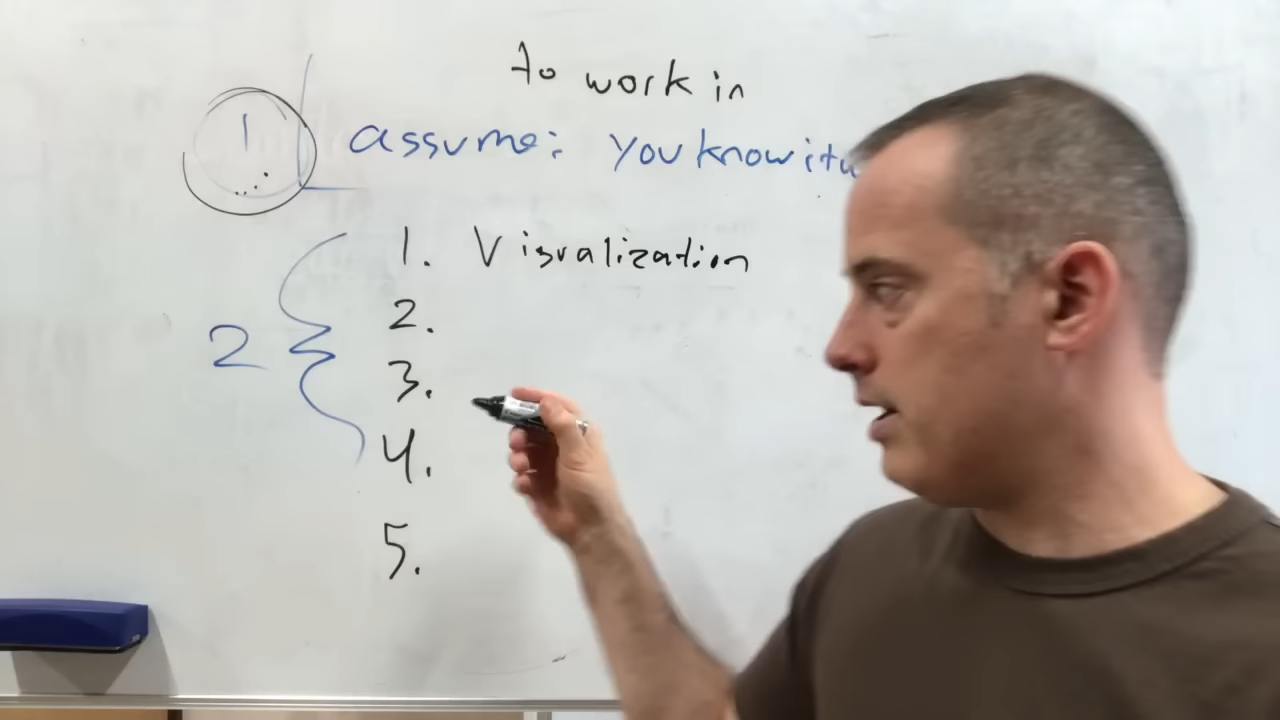 to work in
1
assume: you know it
1. Visualization
2.
3.
4.
5.
2